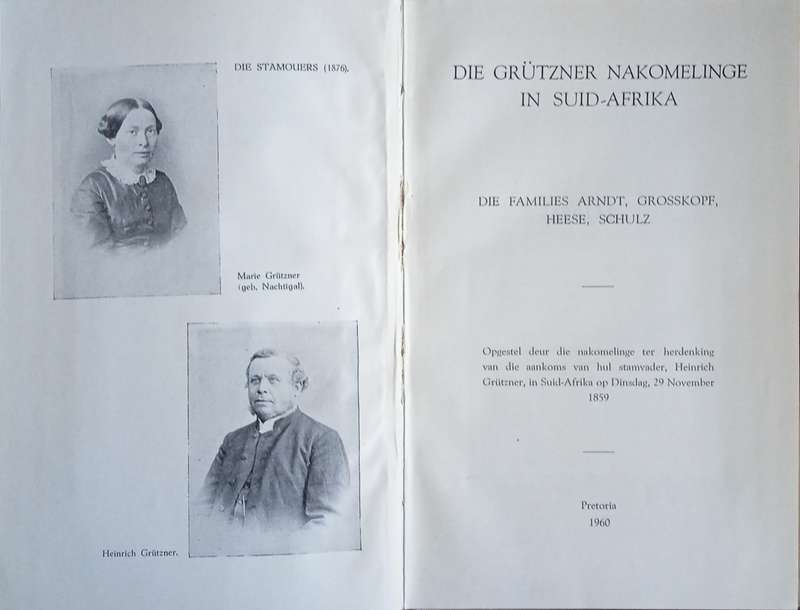 DIE STAMOUERS (1876).
Marie Grützner
(geb. Nachtigal).
Heinrich Grützner.
DIE GRÜTZNER NAKOMELINGE
IN SUID-AFRIKA
DIE FAMILIES ARNDT, GROSSKOPF,
HEESE, SCHULZ
Opgestel deur die nakomelinge ter herdenking
van die aankoms van hul stamvader, Heinrich
Grützner, in Suid-Afrika op Dinsdag, 29 November
1859
Pretoria
1960